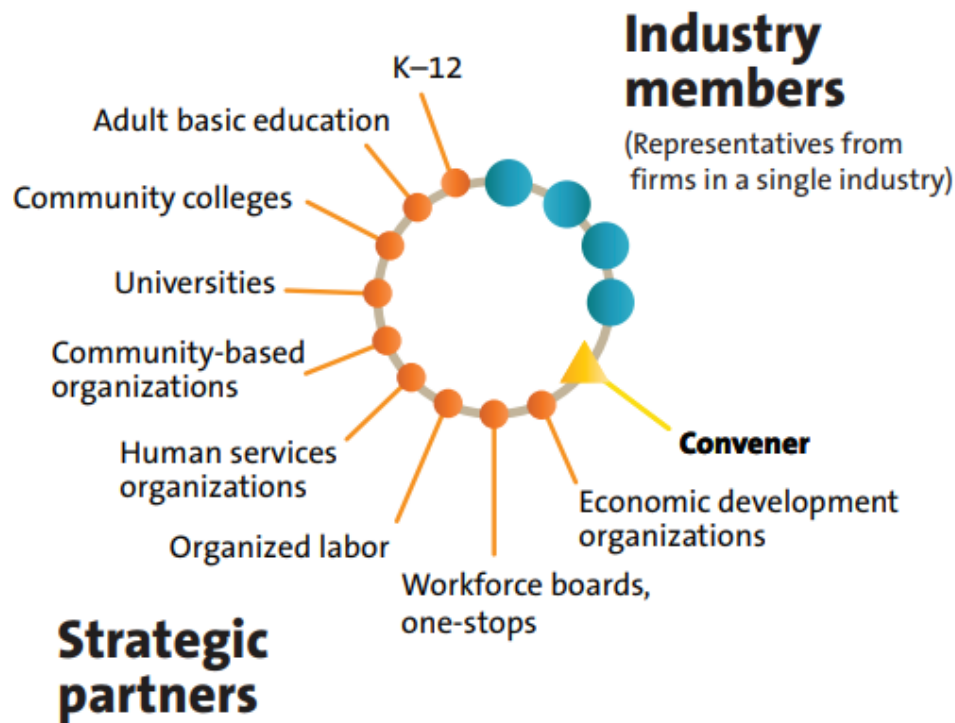 Industry
members
(Representatives from
firms in a single industry)
K–12
Adult basic education
Community colleges
Universities
Community-based
organizations
Human services
organizations
Organized labor
Workforce boards,
one-stops
Economic development
organizations
Convener
Strategic
partners